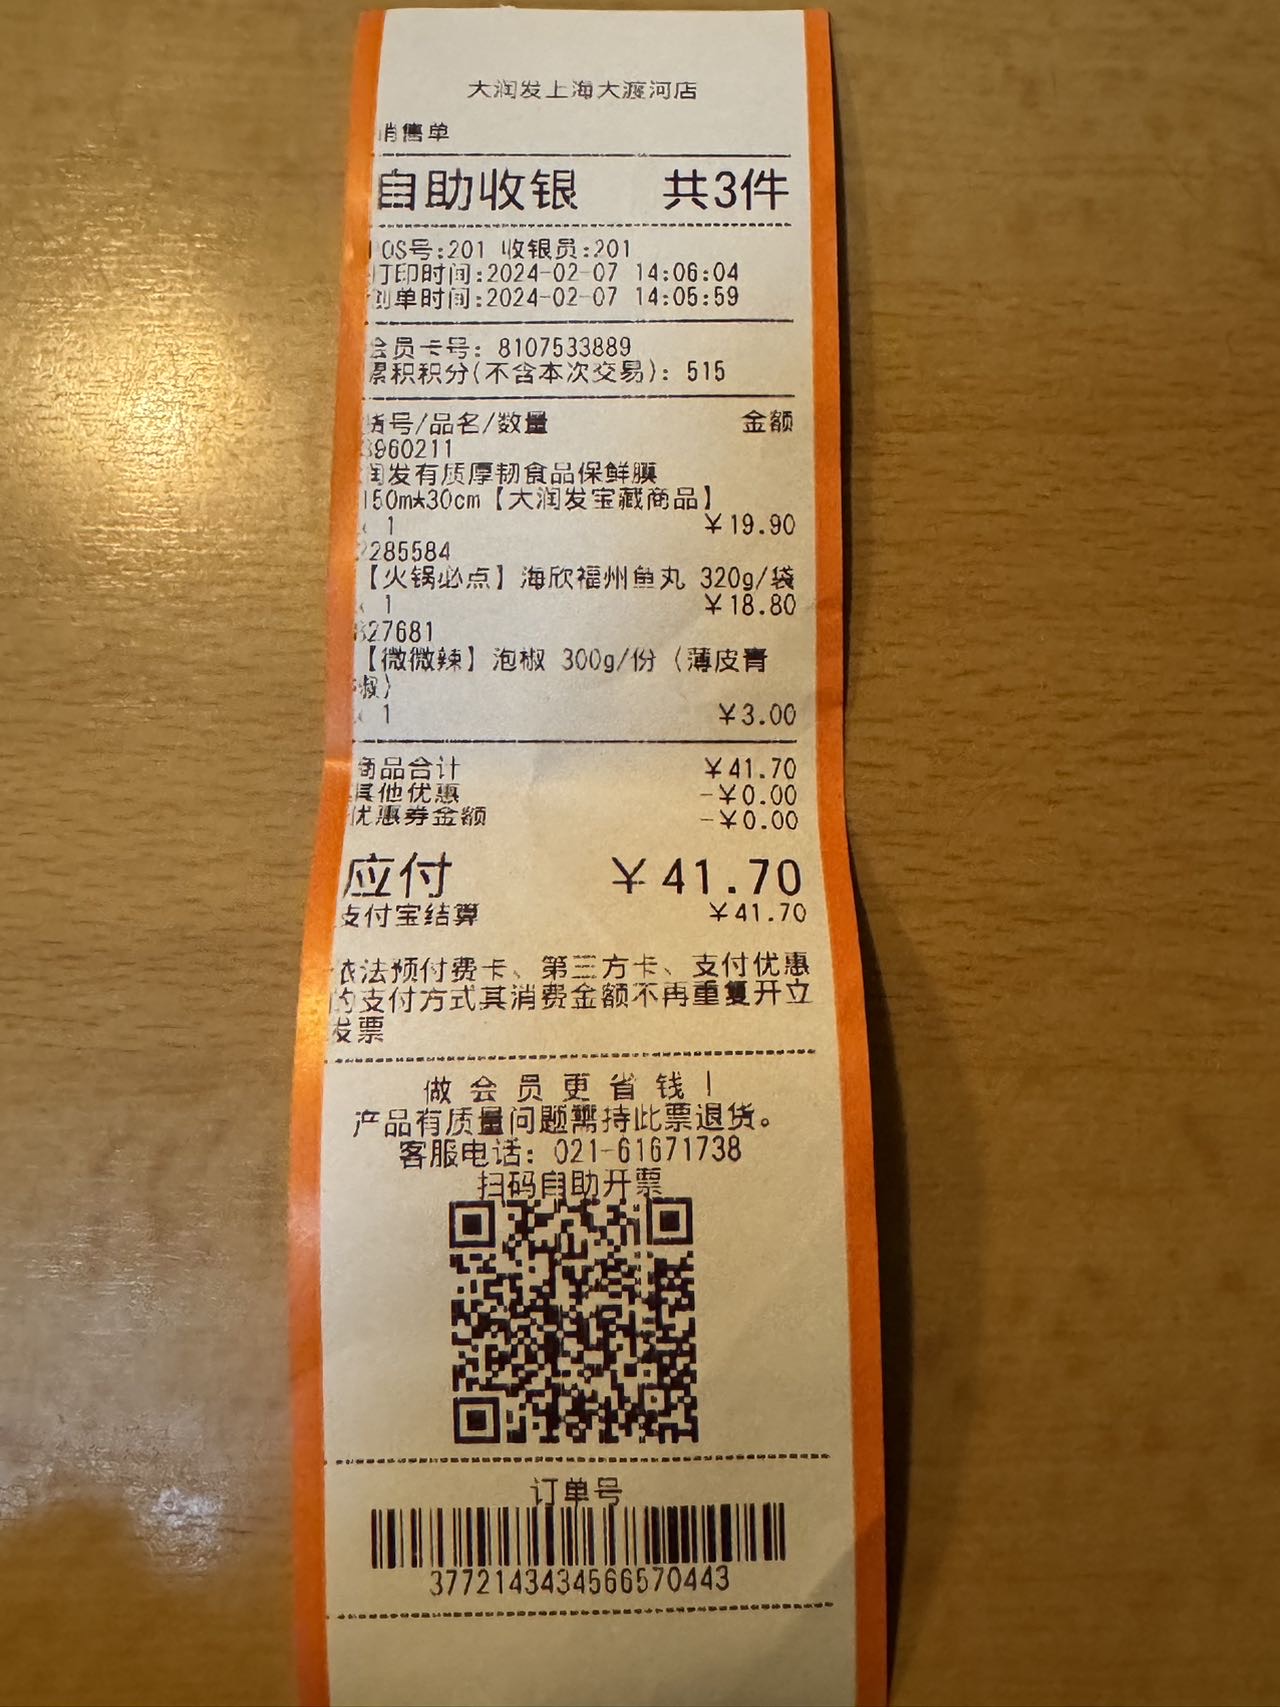 大润发上海大渡河店
销售单
自助收银 共3件
POS号:201 收银员:201
打印时间:2024-02-07 14:06:04
创单时间:2024-02-07 14:05:59
会员卡号: 8107533889
累积积分(不含本次交易): 515
货号/品名/数量 金额
960211
润发有质厚韧食品保鲜膜
150m*30cm【大润发宝藏商品】
x 1 ¥19.90
2285584
【火锅必点】海欣福州鱼丸 320g/袋
x 1 ¥18.80
827681
【微微辣】泡椒 300g/份 (薄皮青
椒)
x 1 ¥3.00
商品合计 ¥41.70
其他优惠 -¥0.00
优惠券金额 -¥0.00
应付 ¥41.70
支付宝结算 ¥41.70
依法预付费卡、第三方卡、支付优惠
的支付方式其消费金额不再重复开立
发票
做会员更省钱!
产品有质量问题需持此票退货。
客服电话: 021-61671738
扫码自助开票
订单号
3772143434566570443